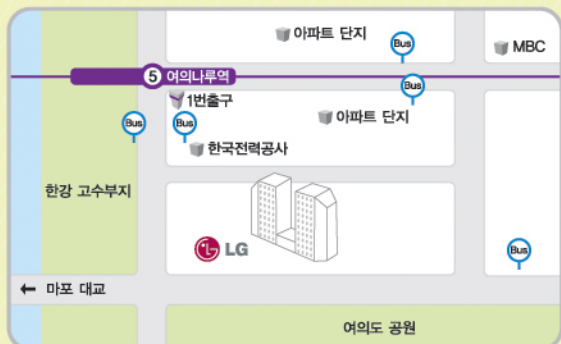 아파트 단지
Bus
MBC
5 여의나루역
Bus
1번출구
Bus
Bus
아파트 단지
한국전력공사
한강 고수부지
LG
Bus
← 마포 대교
여의도 공원